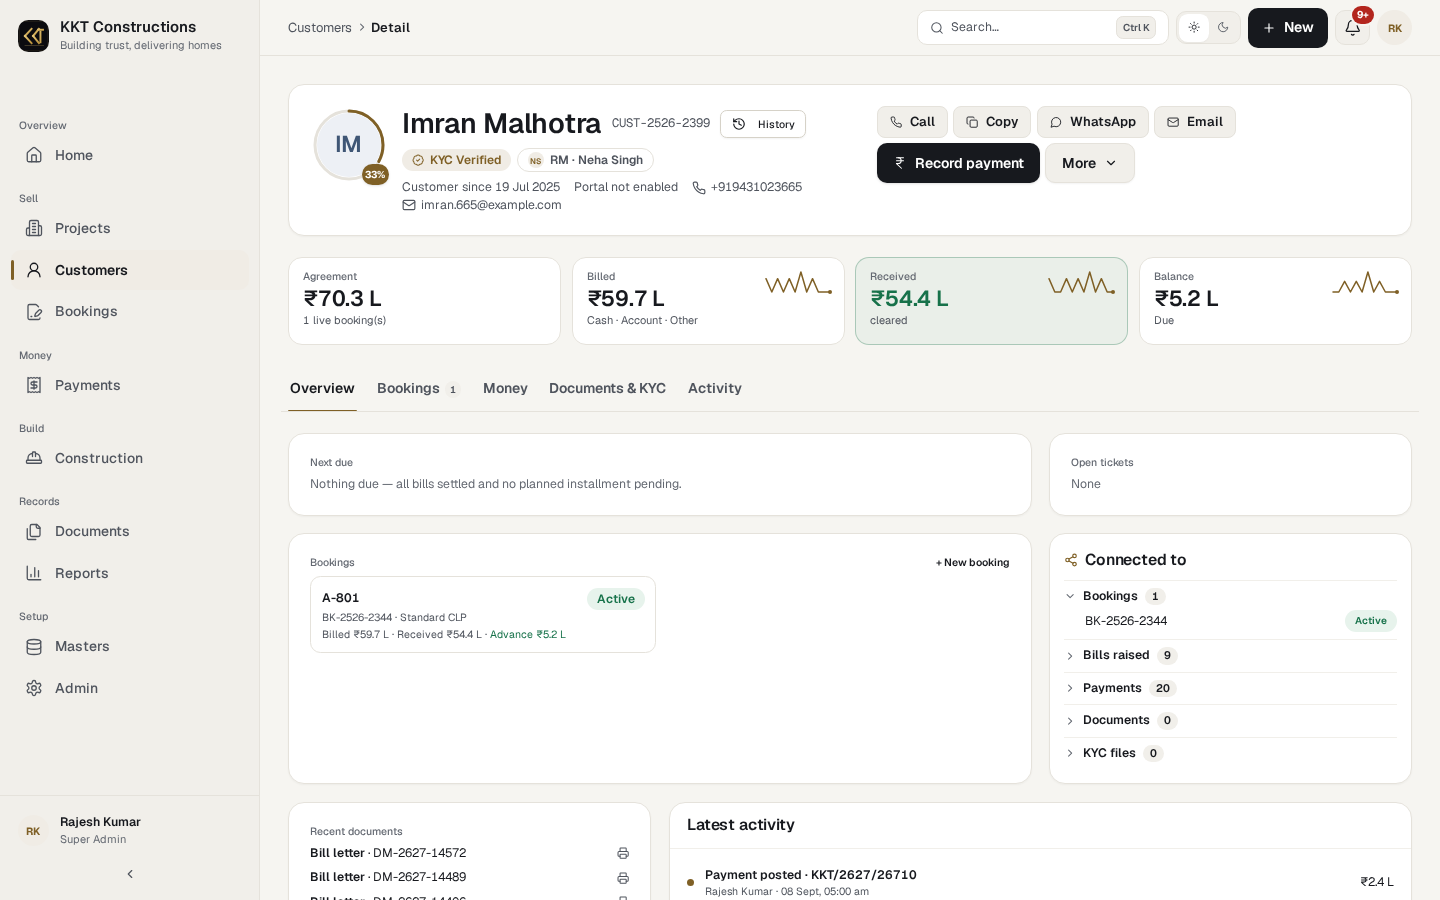 KKT Constructions
Building trust, delivering homes
Overview
Home
Sell
Projects
Customers
Bookings
Money
Payments
Build
Construction
Records
Documents
Reports
Setup
Masters
Admin
RK
Rajesh Kumar
Super Admin
Customers > Detail
Search...
Ctrl K
+ New
9+
RK
IM
33%
Imran Malhotra CUST-2526-2399 History
KYC Verified NS RM · Neha Singh
Customer since 19 Jul 2025 Portal not enabled +919431023665
imran.665@example.com
Call Copy WhatsApp Email
₹ Record payment More
Agreement
₹70.3 L
1 live booking(s)
Billed
₹59.7 L
Cash · Account · Other
Received
₹54.4 L
cleared
Balance
₹5.2 L
Due
Overview Bookings 1 Money Documents & KYC Activity
Next due
Nothing due — all bills settled and no planned installment pending.
Open tickets
None
Bookings + New booking
A-801 Active
BK-2526-2344 · Standard CLP
Billed ₹59.7 L · Received ₹54.4 L · Advance ₹5.2 L
Connected to
Bookings 1
BK-2526-2344 Active
Bills raised 9
Payments 20
Documents 0
KYC files 0
Recent documents
Bill letter · DM-2627-14572
Bill letter · DM-2627-14489
Latest activity
Payment posted · KKT/2627/26710 ₹2.4 L
Rajesh Kumar · 08 Sept, 05:00 am